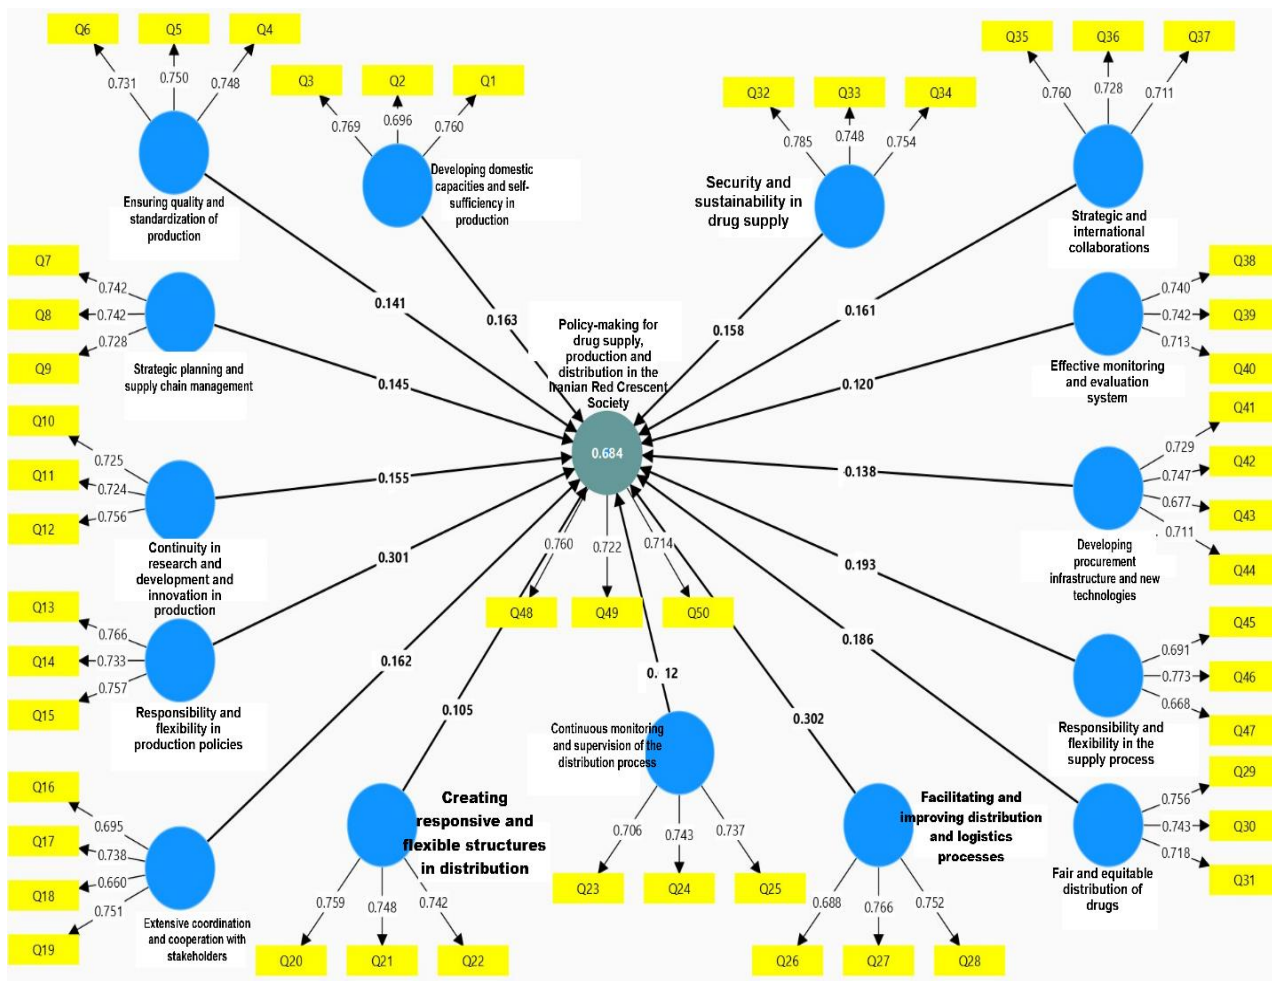 Q6
Q5
Q4
0.731
0.750
0.748
Ensuring quality and
standardization of
production
Q3
Q2
Q1
0.769
0.696
0.760
Developing domestic
capacities and self-
sufficiency in
production
Q32
Q33
Q34
0.785
0.748
0.754
Security and
sustainability in
drug supply
Q35
Q36
Q37
0.760
0.728
0.711
Strategic and
international
collaborations
Q7
Q8
Q9
0.742
0.742
0.728
Strategic planning and
supply chain management
Q38
Q39
Q40
0.740
0.742
0.713
Effective monitoring
and evaluation
system
0.141
0.163
0.158
0.161
0.145
0.120
Policy-making for
drug supply,
production and
distribution in the
Iranian Red Crescent
Society
0.684
Q10
Q11
Q12
0.725
0.724
0.756
Continuity in
research and
development and
innovation in
production
0.155
0.138
Q41
Q42
Q43
Q44
0.729
0.747
0.677
0.711
Developing
procurement
infrastructure and new
technologies
Q13
Q14
Q15
0.766
0.733
0.757
Responsibility and
flexibility in
production policies
0.301
0.193
0.760
0.722
0.714
Q48
Q49
Q50
Q45
Q46
Q47
0.691
0.773
0.668
Responsibility and
flexibility in the
supply process
0.162
0.186
0.105
0.302
Q16
Q17
Q18
Q19
0.695
0.738
0.660
0.751
Extensive coordination
and cooperation with
stakeholders
Creating
responsive and
flexible structures
in distribution
0.759
0.748
0.742
Q20
Q21
Q22
Continuous monitoring
and supervision of the
distribution process
0.706
0.743
0.737
Q23
Q24
Q25
Facilitating and
improving distribution
and logistics
processes
0.688
0.766
0.752
Q26
Q27
Q28
Q29
Q30
Q31
0.756
0.743
0.718
Fair and equitable
distribution of
drugs